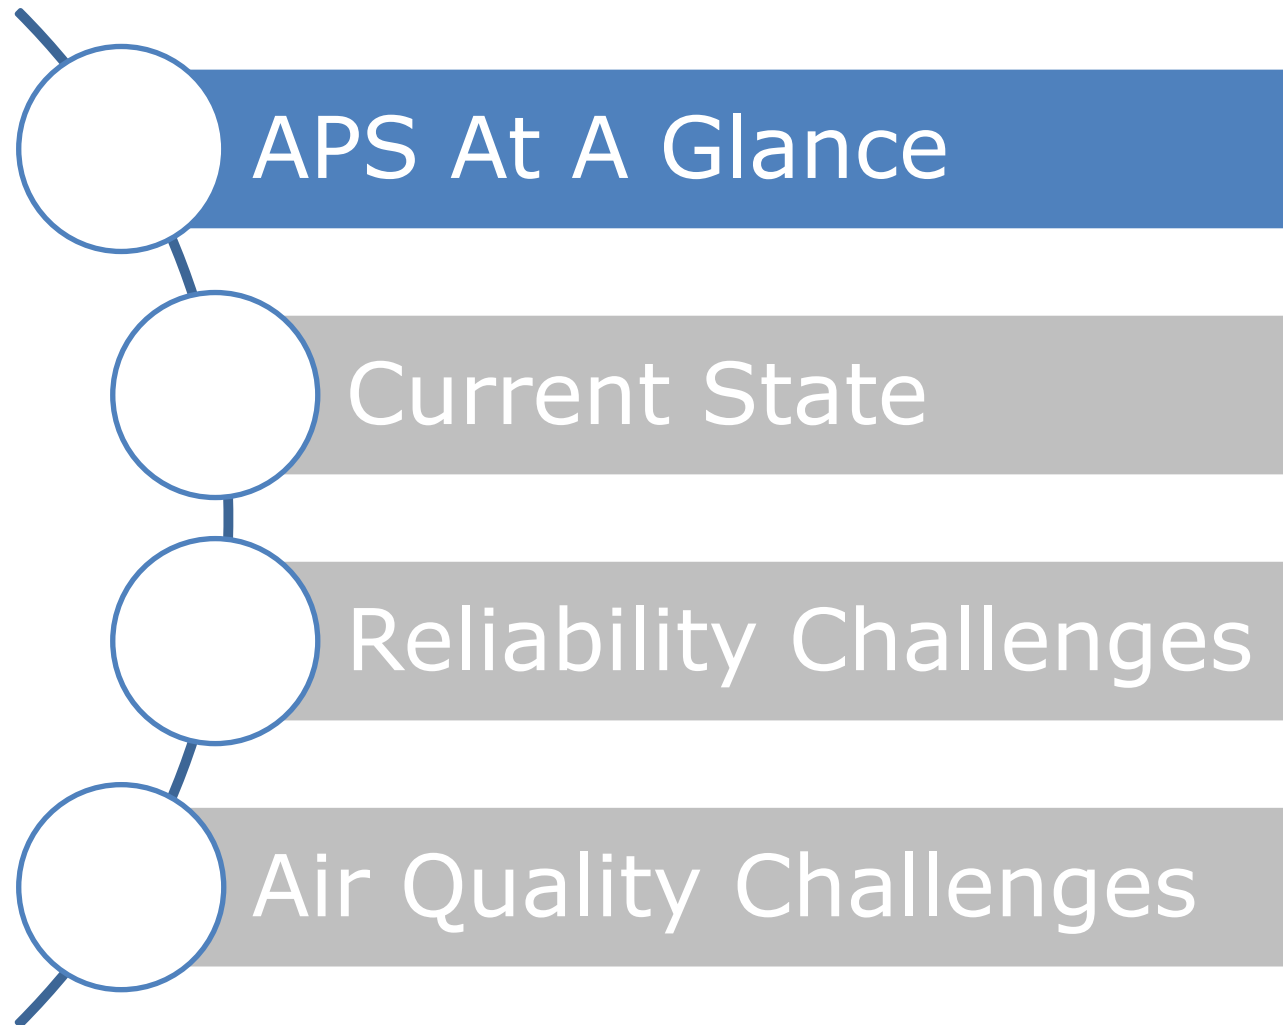 APS At A Glance
Current State
Reliability Challenges
Air Quality Challenges